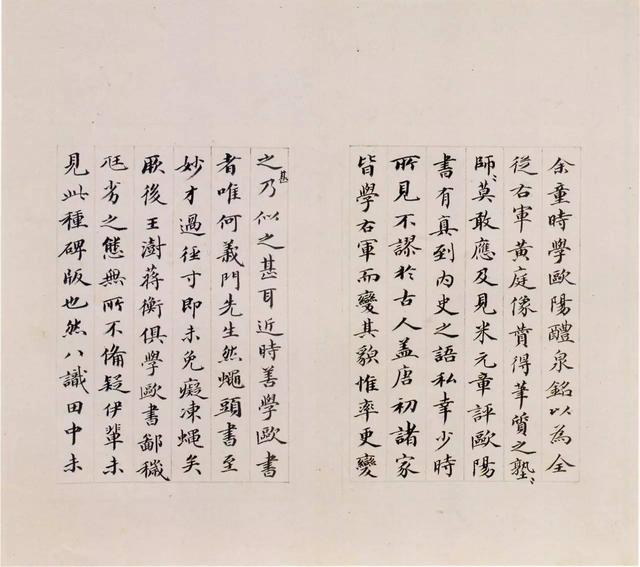 余童時學歐陽醴泉銘以為全
從右軍黃庭像贊得筆質之塾〻
師〻莫敢應及見米元章評歐陽
書有真到內史之語私幸少時
所見不謬於古人盖唐初諸家
皆學右軍而變其貌惟率更變
之甚乃似之甚耳近時善學歐書
者唯何義門先生然蠅頭書至
妙才過徑寸即未免癡凍蠅矣
厥後王澍蔣衡俱學歐書鄙穢
尪劣之態無所不俻疑伊輩未
見此種碑版也然八識田中未